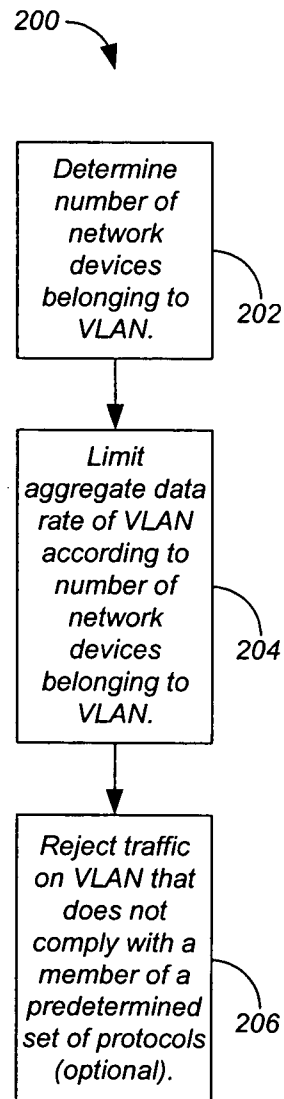 200
Determine
number of
network
devices
belonging to
VLAN.
202
Limit
aggregate data
rate of VLAN
according to
number of
network
devices
belonging to
VLAN.
204
Reject traffic
on VLAN that
does not
comply with a
member of a
predetermined
set of protocols
(optional).
206